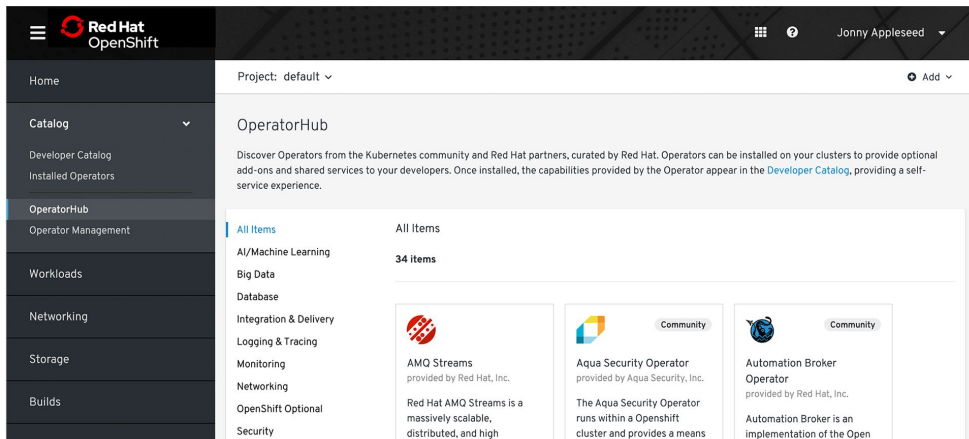 Red Hat
OpenShift
Jonny Appleseed
Home
Catalog
Developer Catalog
Installed Operators
OperatorHub
Operator Management
Workloads
Networking
Storage
Builds
Project: default
Add
OperatorHub
Discover Operators from the Kubernetes community and Red Hat partners, curated by Red Hat. Operators can be installed on your clusters to provide optional
add-ons and shared services to your developers. Once installed, the capabilities provided by the Operator appear in the Developer Catalog, providing a self-
service experience.
All Items
AI/Machine Learning
Big Data
Database
Integration & Delivery
Logging & Tracing
Monitoring
Networking
OpenShift Optional
Security
All Items
34 items
AMQ Streams
provided by Red Hat, Inc.
Red Hat AMQ Streams is a
massively scalable,
distributed, and high
Community
Aqua Security Operator
provided by Aqua Security, Inc.
The Aqua Security Operator
runs within a Openshift
cluster and provides a means
Community
Automation Broker
Operator
provided by Red Hat, Inc.
Automation Broker is an
implementation of the Open